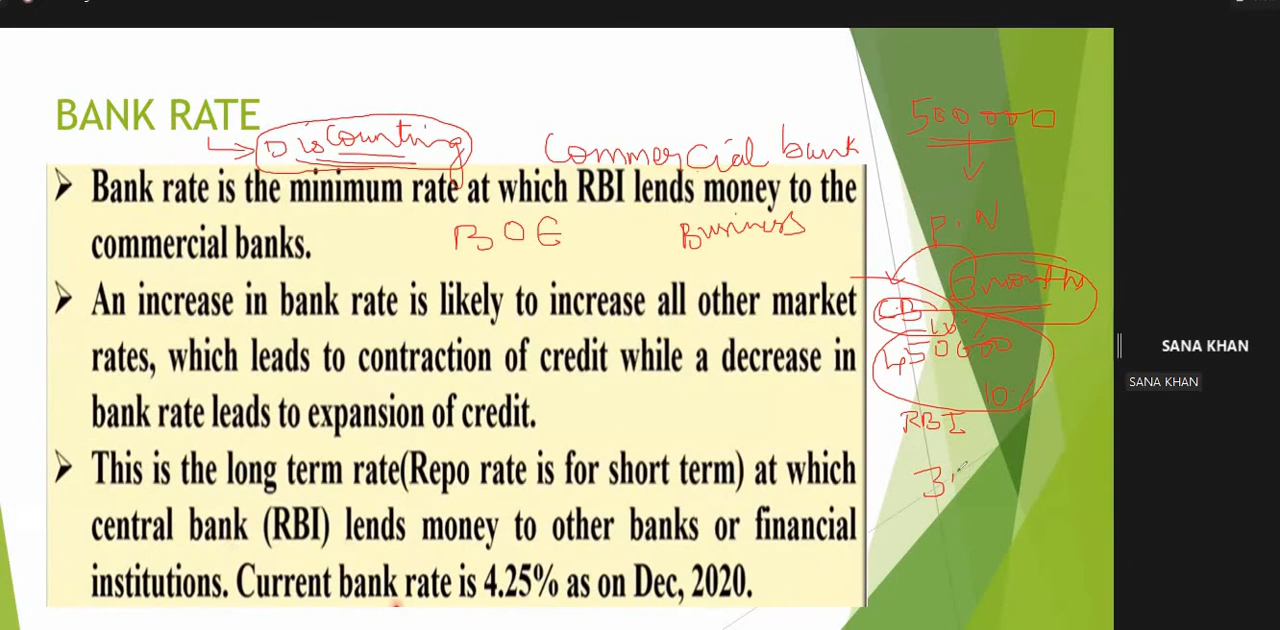 BANK RATE
Discounting
Commercial bank
➤ Bank rate is the minimum rate at which RBI lends money to the
commercial banks.
BOE
Business
➤ An increase in bank rate is likely to increase all other market
rates, which leads to contraction of credit while a decrease in
bank rate leads to expansion of credit.
➤ This is the long term rate(Repo rate is for short term) at which
central bank (RBI) lends money to other banks or financial
institutions. Current bank rate is 4.25% as on Dec, 2020.
P.N
3 months
CB
10%
RBI
SANA KHAN
SANA KHAN